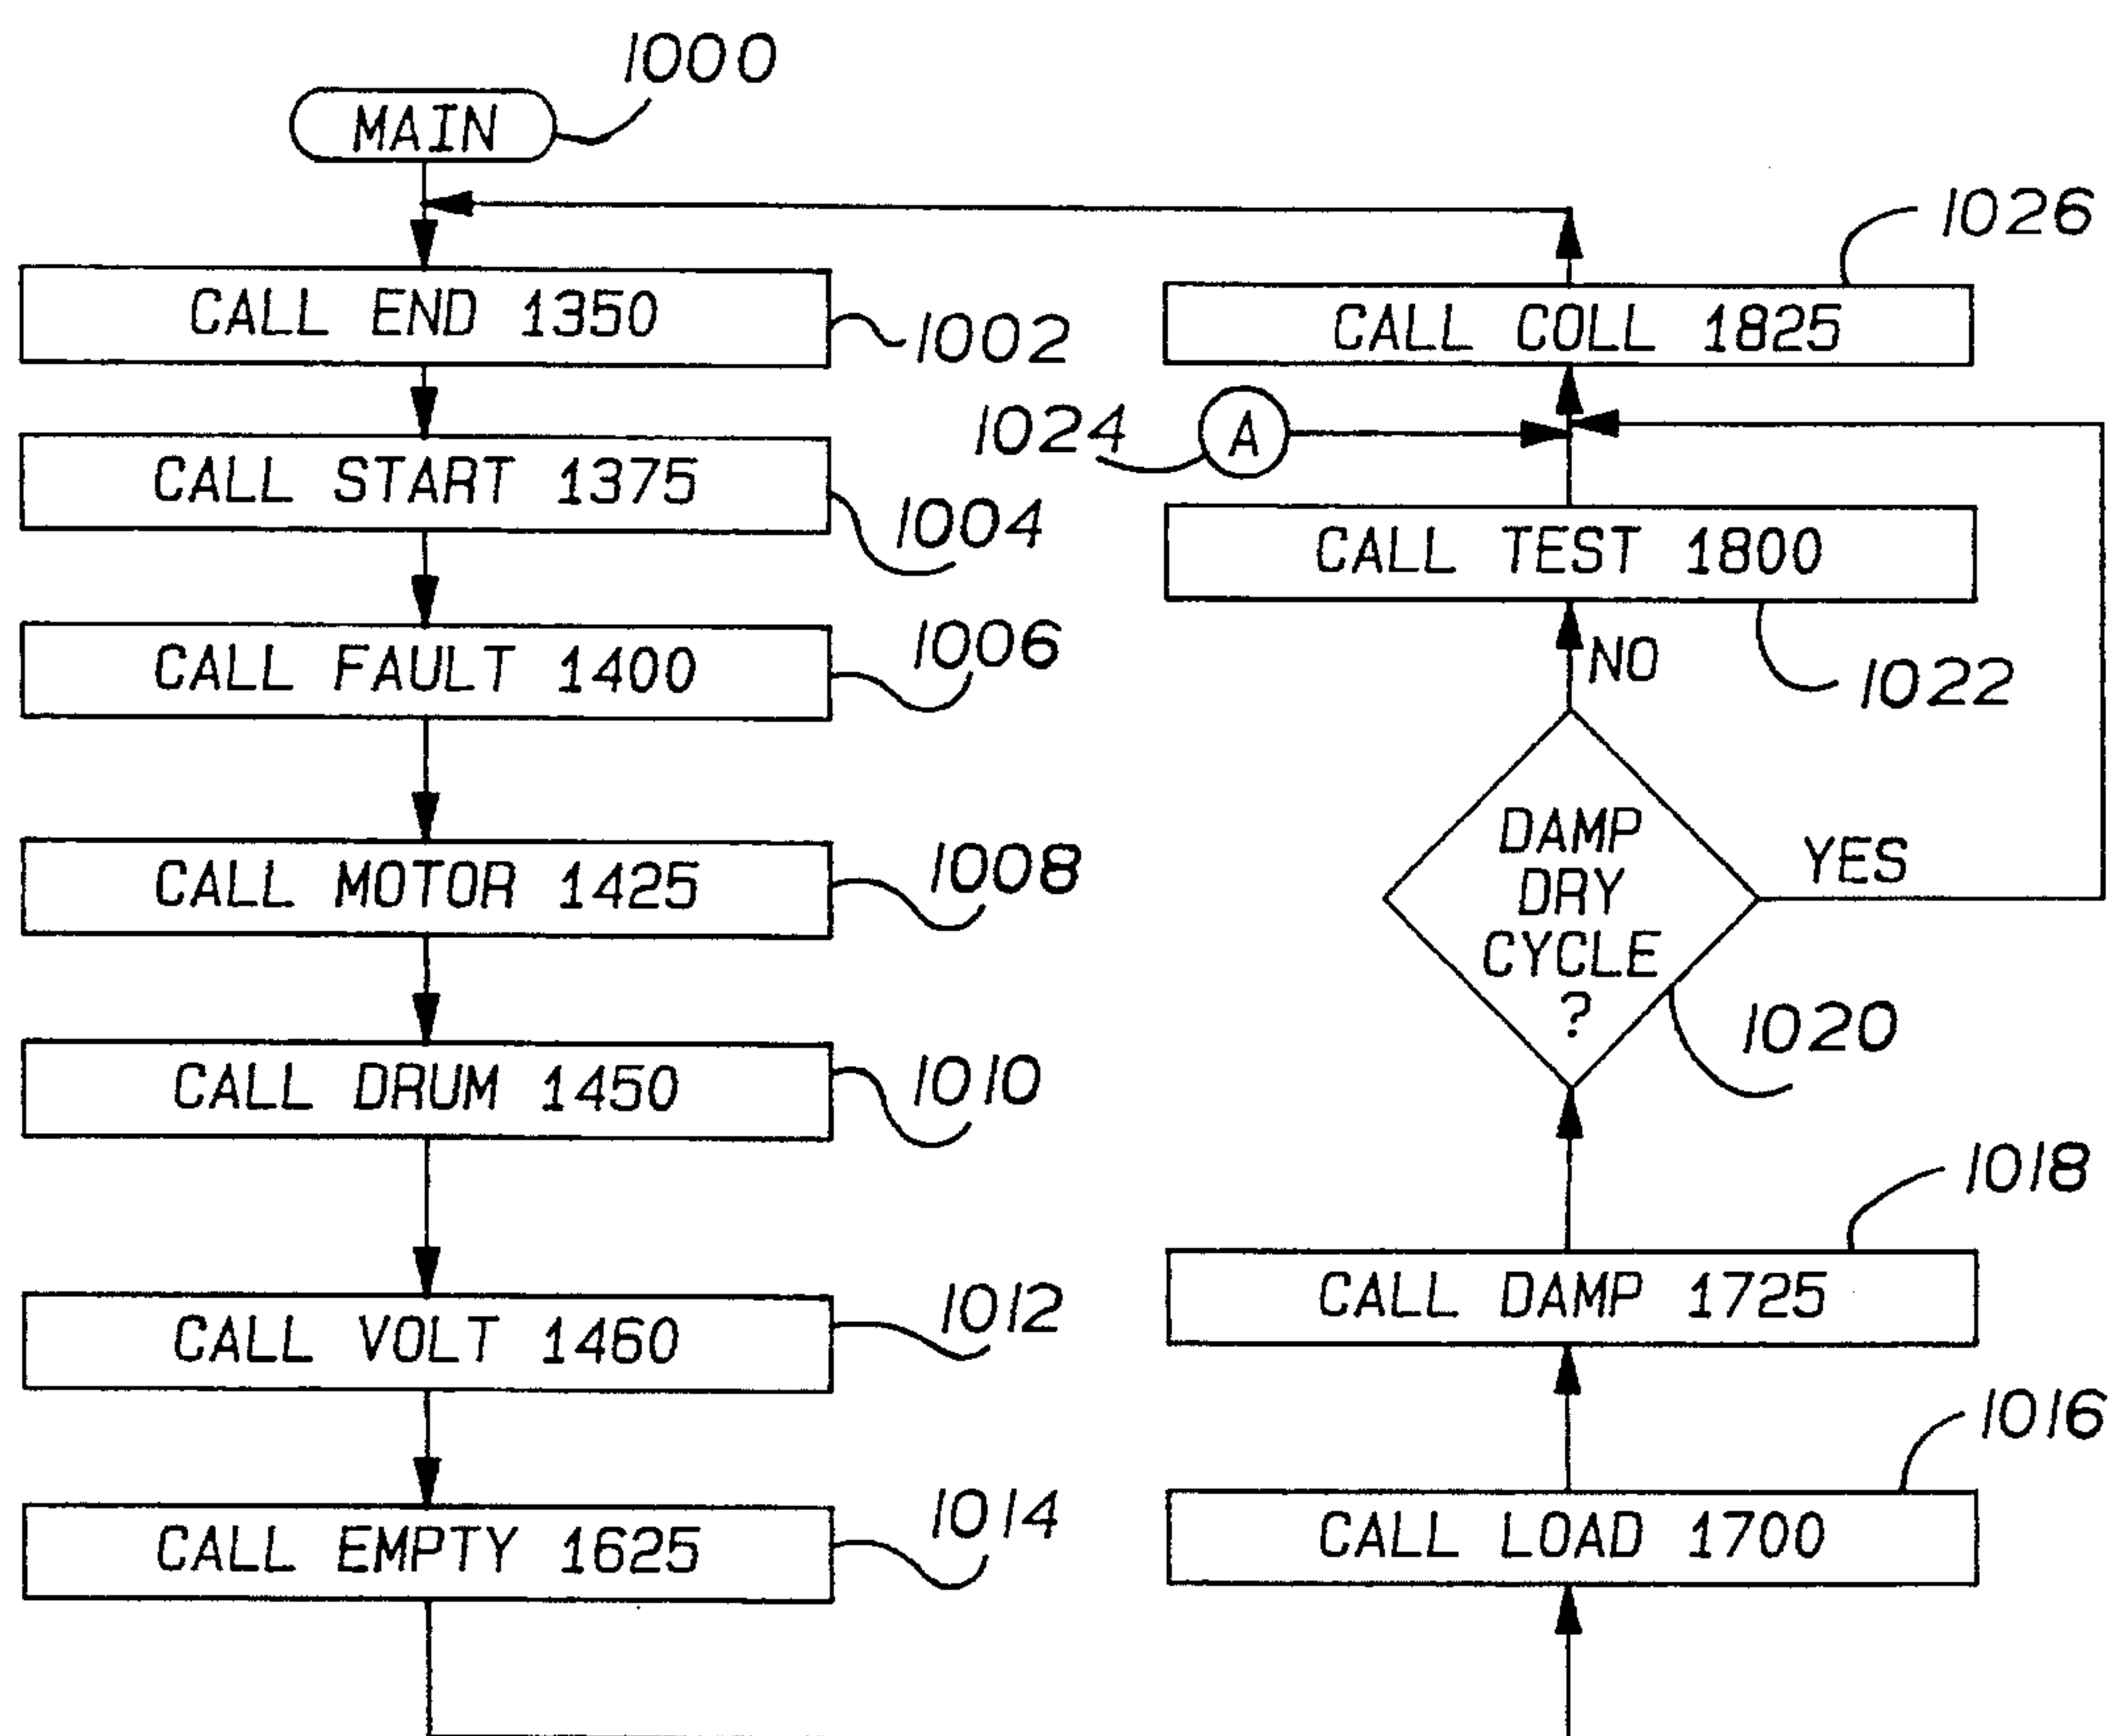 MAIN
1000
CALL END 1350
1002
CALL START 1375
1004
CALL FAULT 1400
1006
CALL MOTOR 1425
1008
CALL DRUM 1450
1010
CALL VOLT 1460
1012
CALL EMPTY 1625
1014
CALL LOAD 1700
1016
CALL DAMP 1725
1018
DAMP
DRY
CYCLE
?
1020
YES
NO
CALL TEST 1800
1022
A
1024
CALL COLL 1825
1026